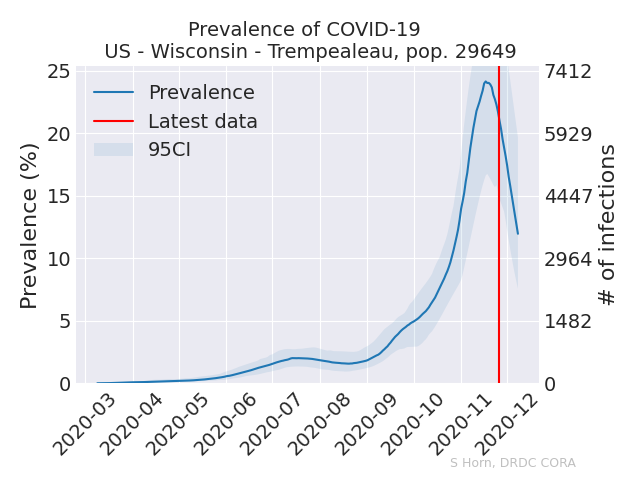 Prevalence of COVID-19
US - Wisconsin - Trempealeau, pop. 29649
Prevalence
Latest data
95CI
Prevalence (%)
25
20
15
10
5
0
7412
5929
4447
2964
1482
0
# of infections
2020-03
2020-04
2020-05
2020-06
2020-07
2020-08
2020-09
2020-10
2020-11
2020-12
S Horn, DRDC CORA